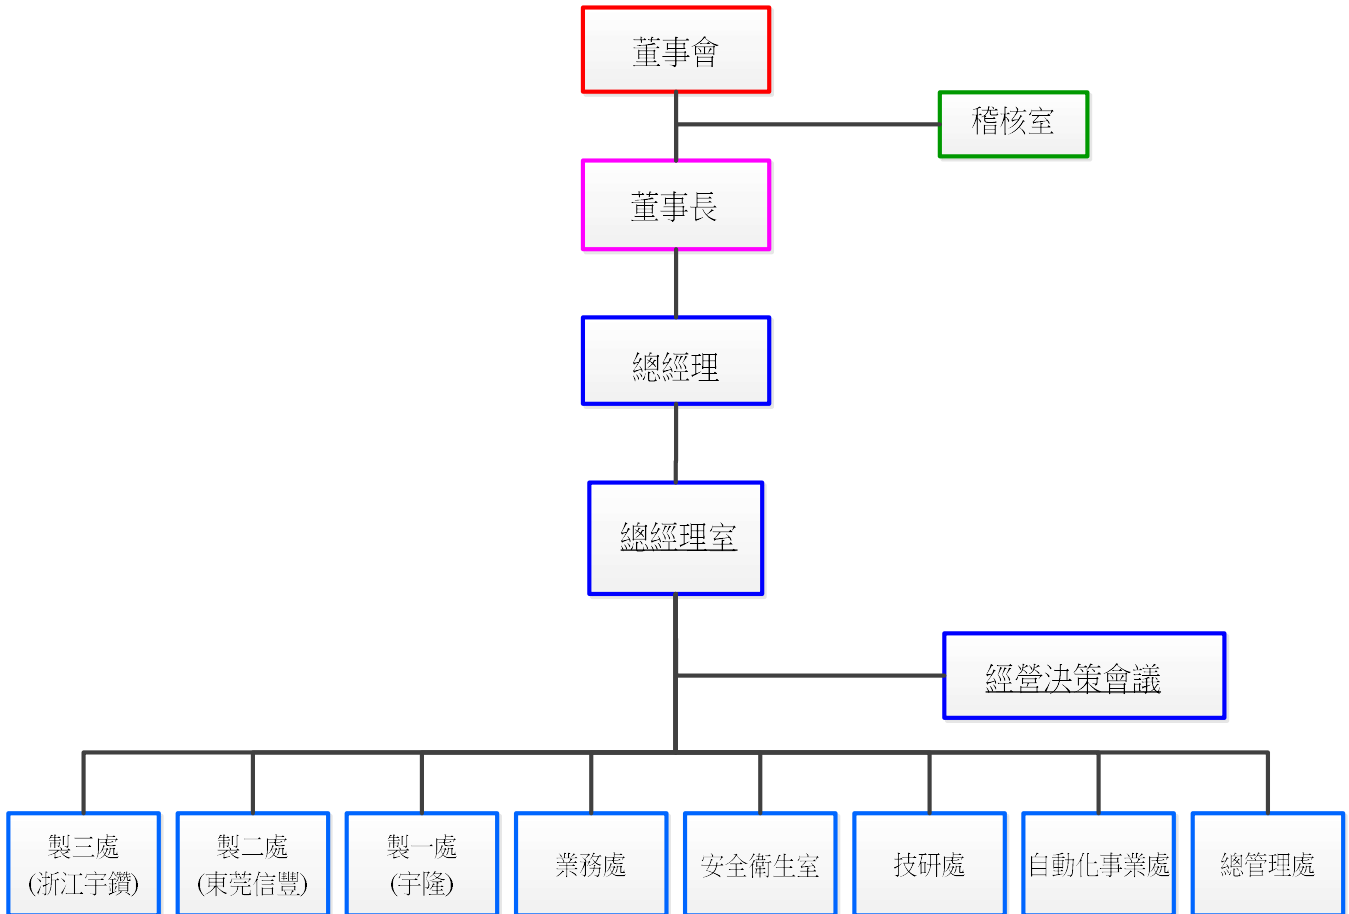 董事會
稽核室
董事長
總經理
總經理室
經營決策會議
製三處
(浙江宇鑽)
製二處
(東莞信豐)
製一處
(宇隆)
業務處
安全衛生室
技研處
自動化事業處
總管理處